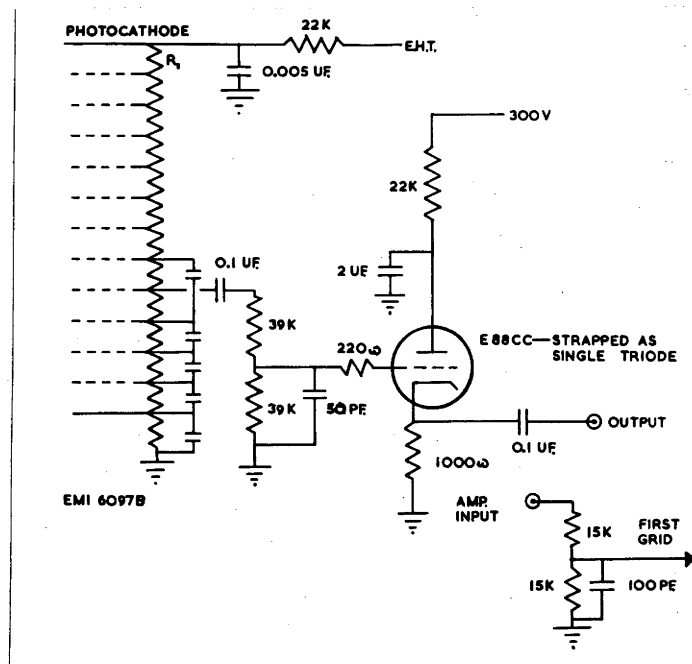 PHOTOCATHODE
22K
E.H.T.
R1
0.005 UF.
300V
22K
0.1 UF.
2 UF.
39K
220ω
E88CC—STRAPPED AS
SINGLE TRIODE
39K
50 PF.
OUTPUT
0.1 UF.
1000ω
EMI 6097B
AMP.
INPUT
15K
FIRST
GRID
15K
100 PF.